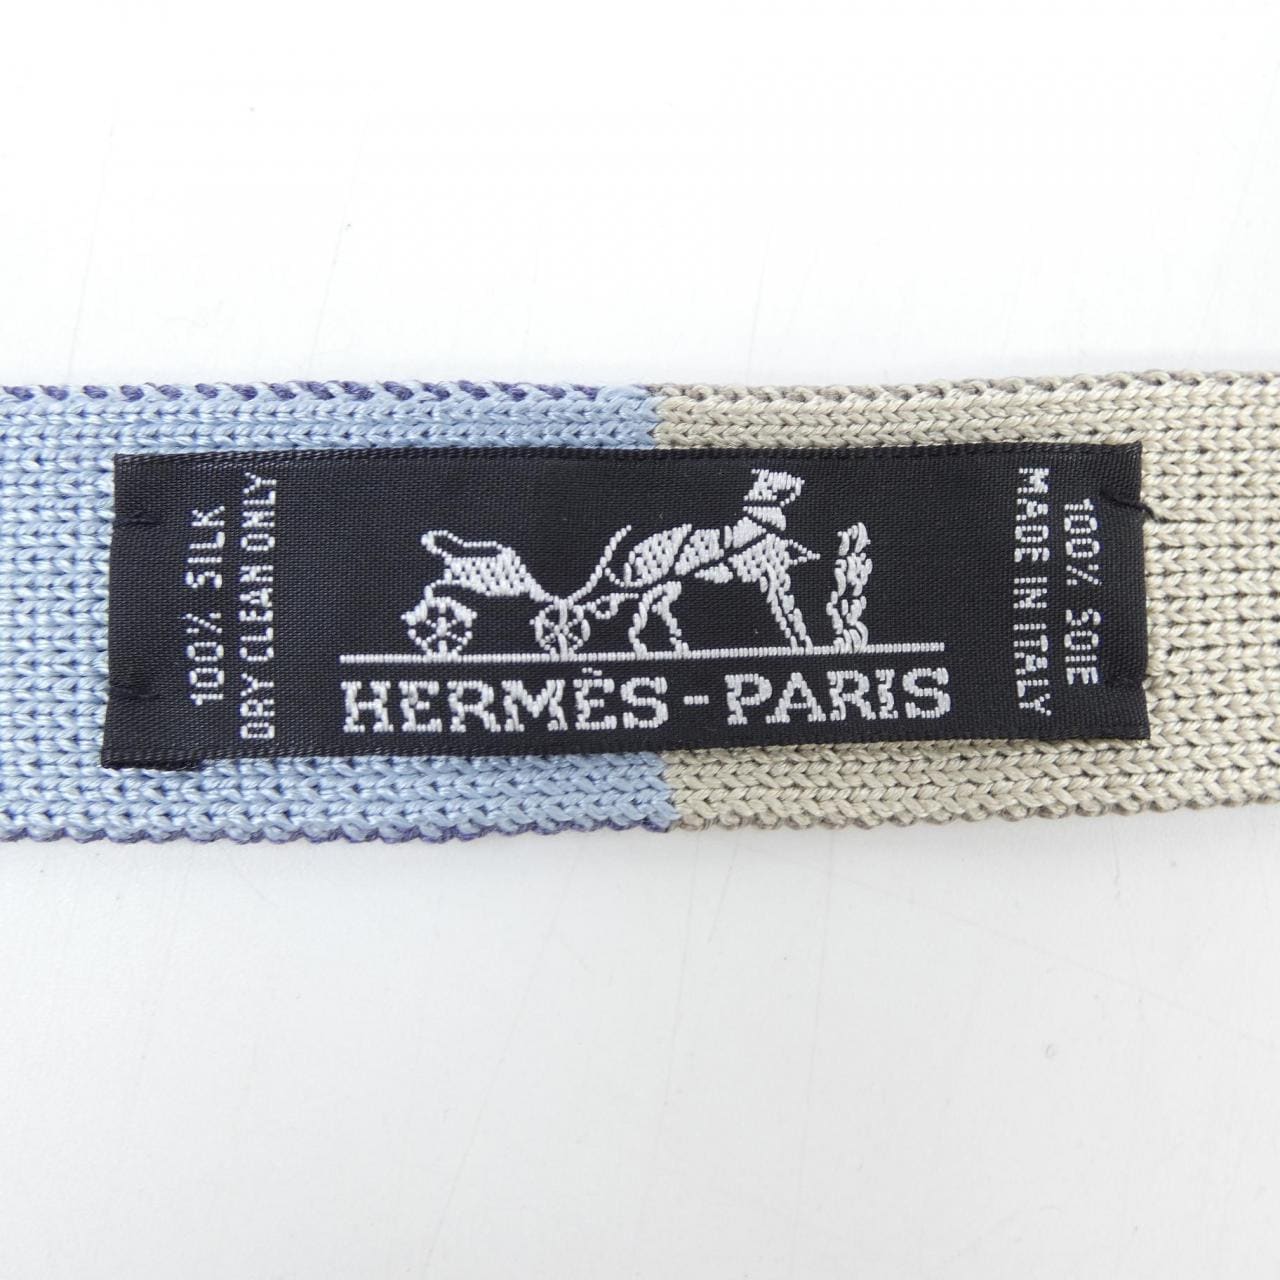 100% SILK
DRY CLEAN ONLY
HERMÈS-PARIS
100% SOIE
MADE IN ITALY